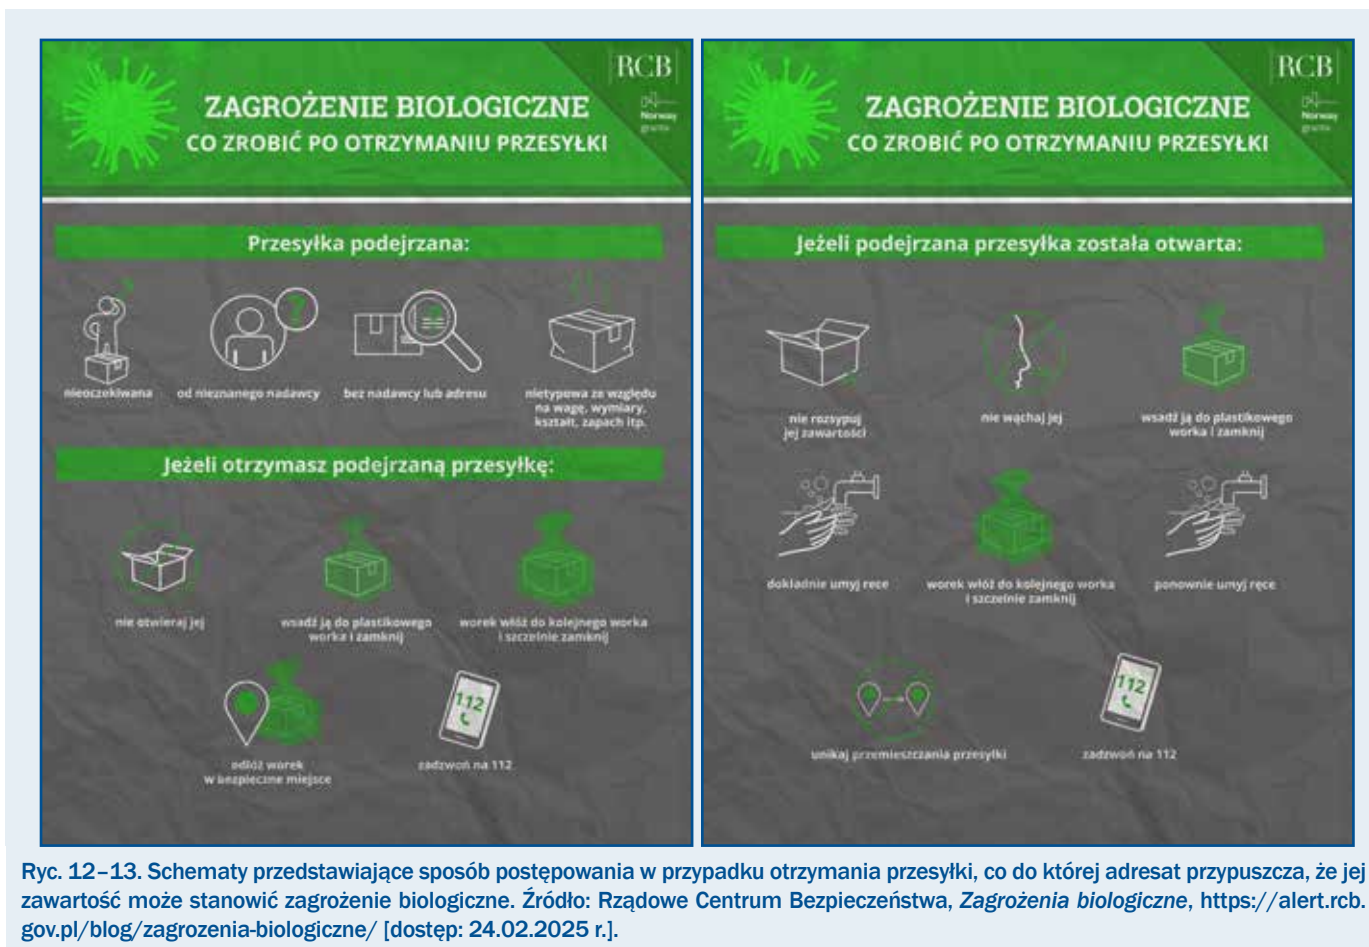 RCB
Norway
grants
ZAGROŻENIE BIOLOGICZNE
CO ZROBIĆ PO OTRZYMANIU PRZESYŁKI
Przesyłka podejrzana:
?
nieoczekiwana
od nieznanego nadawcy
bez nadawcy lub adresu
nietypowa ze względu
na wagę, wymiary,
kształt, zapach itp.
Jeżeli otrzymasz podejrzaną przesyłkę:
nie otwieraj jej
wsadź ją do plastikowego
worka i zamknij
worek włóż do kolejnego worka
i szczelnie zamknij
odłóż worek
w bezpieczne miejsce
112
zadzwoń na 112
RCB
Norway
grants
ZAGROŻENIE BIOLOGICZNE
CO ZROBIĆ PO OTRZYMANIU PRZESYŁKI
Jeżeli podejrzana przesyłka została otwarta:
nie rozsypuj
jej zawartości
nie wąchaj jej
wsadź ją do plastikowego
worka i zamknij
dokładnie umyj ręce
worek włóż do kolejnego worka
i szczelnie zamknij
ponownie umyj ręce
unikaj przemieszczania przesyłki
112
zadzwoń na 112
Ryc. 12–13. Schematy przedstawiające sposób postępowania w przypadku otrzymania przesyłki, co do której adresat przypuszcza, że jej
zawartość może stanowić zagrożenie biologiczne. Źródło: Rządowe Centrum Bezpieczeństwa, Zagrożenia biologiczne, https://alert.rcb.
gov.pl/blog/zagrozenia-biologiczne/ [dostęp: 24.02.2025 r.].